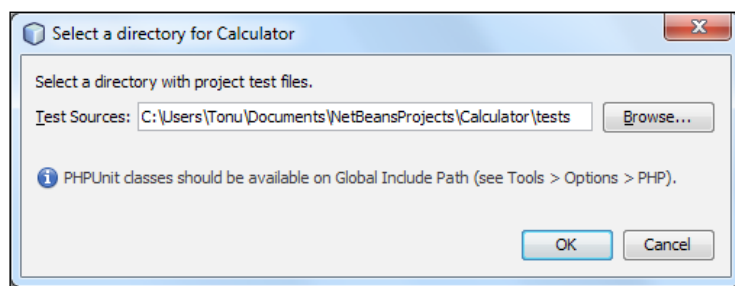 Select a directory for Calculator
Select a directory with project test files.
Test Sources: C:\Users\Tonu\Documents\NetBeansProjects\Calculator\tests Browse...
PHPUnit classes should be available on Global Include Path (see Tools > Options > PHP).
OK Cancel